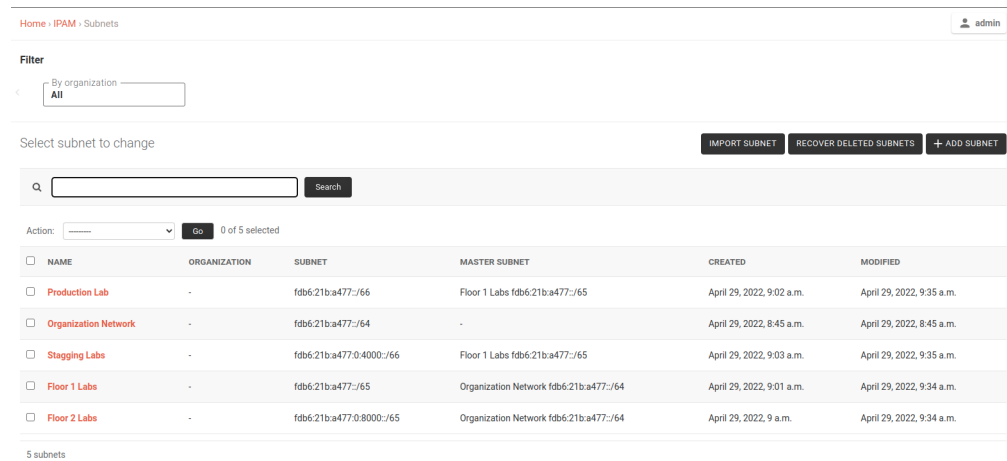 Home › IPAM › Subnets
admin
Filter
By organization
All
Select subnet to change
IMPORT SUBNET
RECOVER DELETED SUBNETS
+ ADD SUBNET
Search
Action: --------- Go 0 of 5 selected
NAME ORGANIZATION SUBNET MASTER SUBNET CREATED MODIFIED
Production Lab - fdb6:21b:a477::/66 Floor 1 Labs fdb6:21b:a477::/65 April 29, 2022, 9:02 a.m. April 29, 2022, 9:35 a.m.
Organization Network - fdb6:21b:a477::/64 - April 29, 2022, 8:45 a.m. April 29, 2022, 8:45 a.m.
Stagging Labs - fdb6:21b:a477:0:4000::/66 Floor 1 Labs fdb6:21b:a477::/65 April 29, 2022, 9:03 a.m. April 29, 2022, 9:35 a.m.
Floor 1 Labs - fdb6:21b:a477::/65 Organization Network fdb6:21b:a477::/64 April 29, 2022, 9:01 a.m. April 29, 2022, 9:34 a.m.
Floor 2 Labs - fdb6:21b:a477:0:8000::/65 Organization Network fdb6:21b:a477::/64 April 29, 2022, 9 a.m. April 29, 2022, 9:34 a.m.
5 subnets